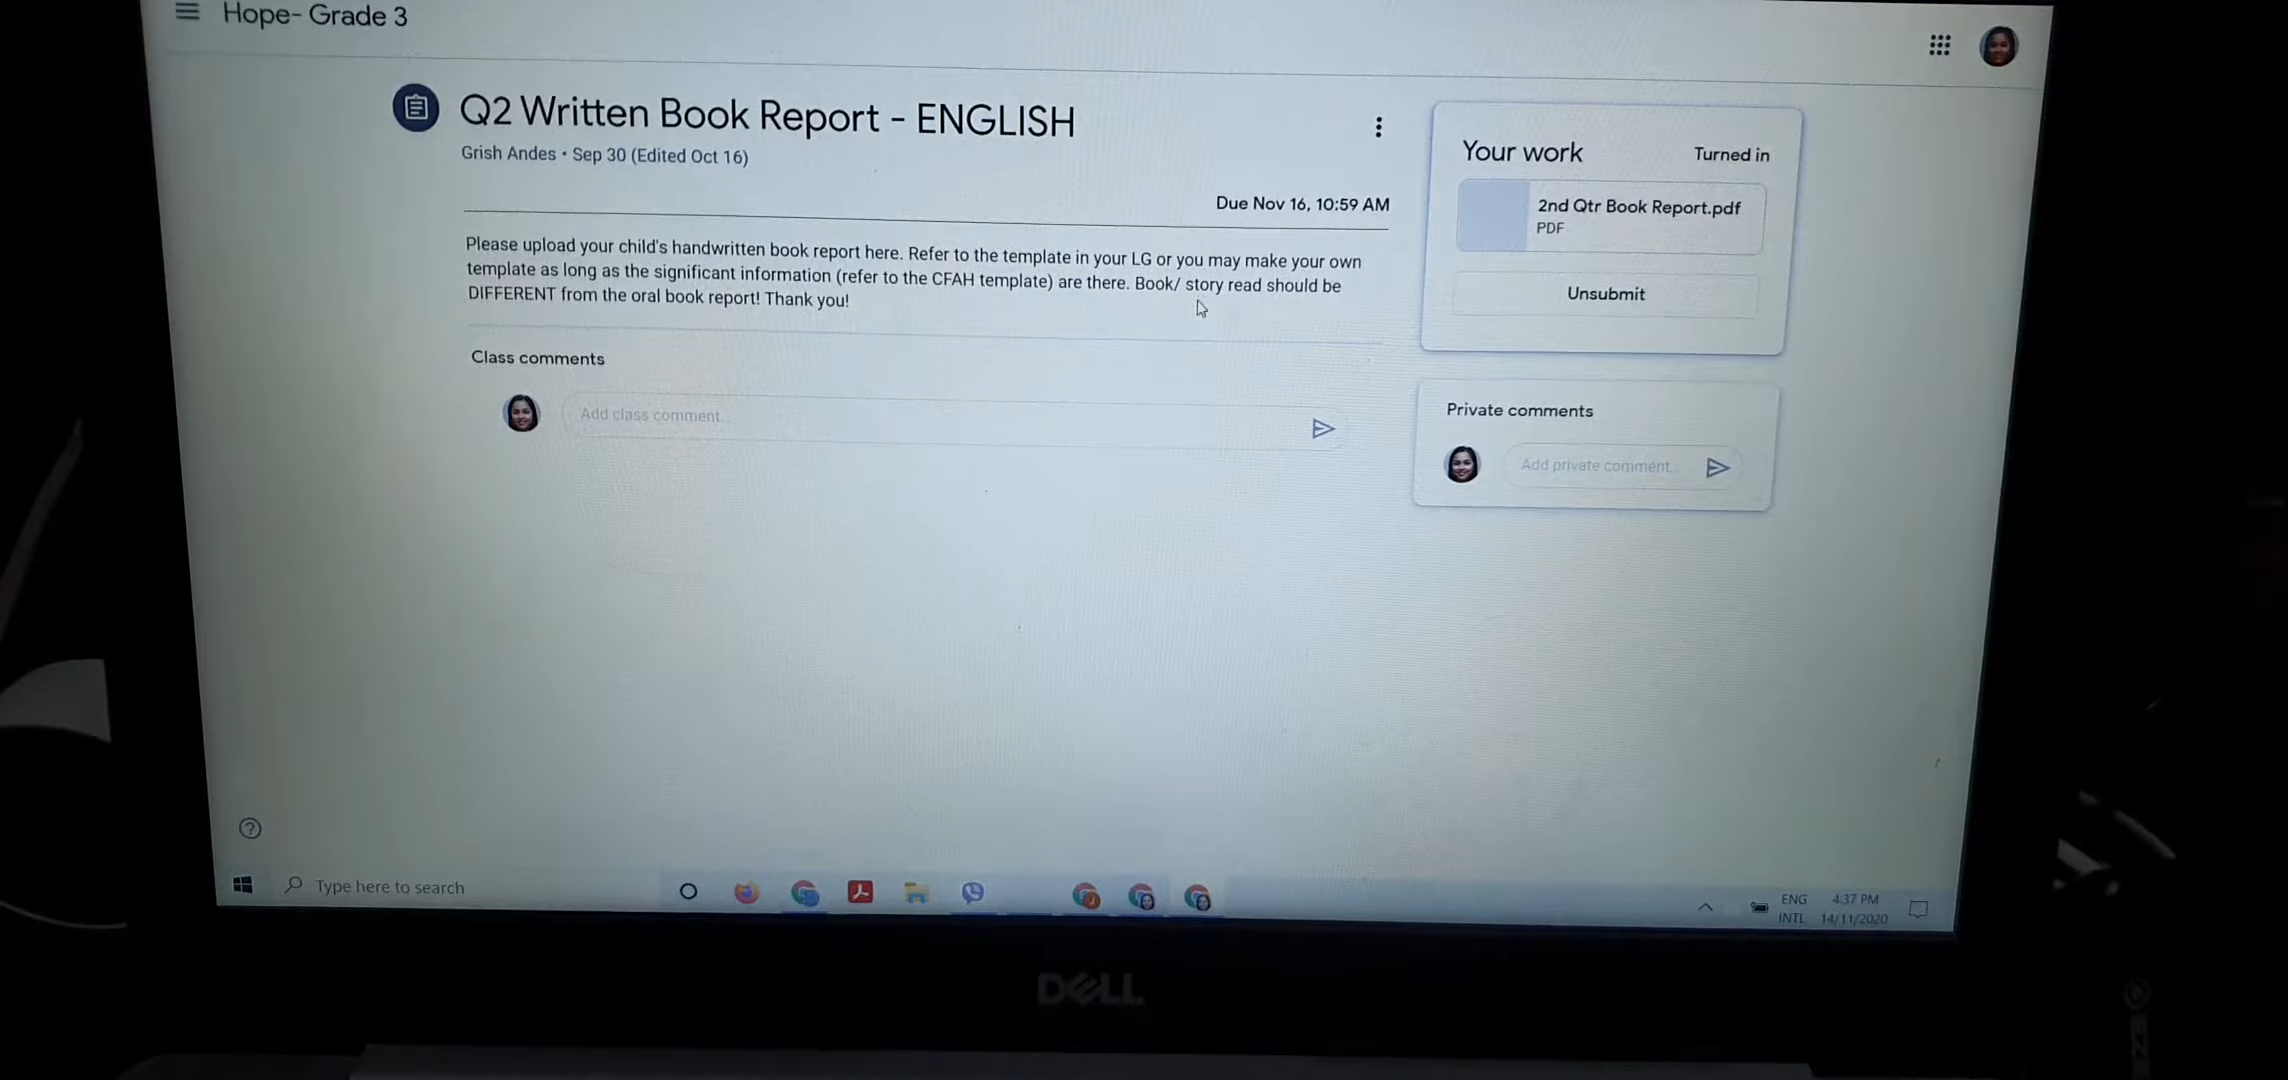 Hope- Grade 3
Q2 Written Book Report - ENGLISH
Grish Andes • Sep 30 (Edited Oct 16)
Due Nov 16, 10:59 AM
Please upload your child's handwritten book report here. Refer to the template in your LG or you may make your own
template as long as the significant information (refer to the CFAH template) are there. Book/ story read should be
DIFFERENT from the oral book report! Thank you!
Class comments
Add class comment...
Your work
Turned in
2nd Qtr Book Report.pdf
PDF
Unsubmit
Private comments
Add private comment
Type here to search
ENG
INTL
4:37 PM
14/11/2020
DELL